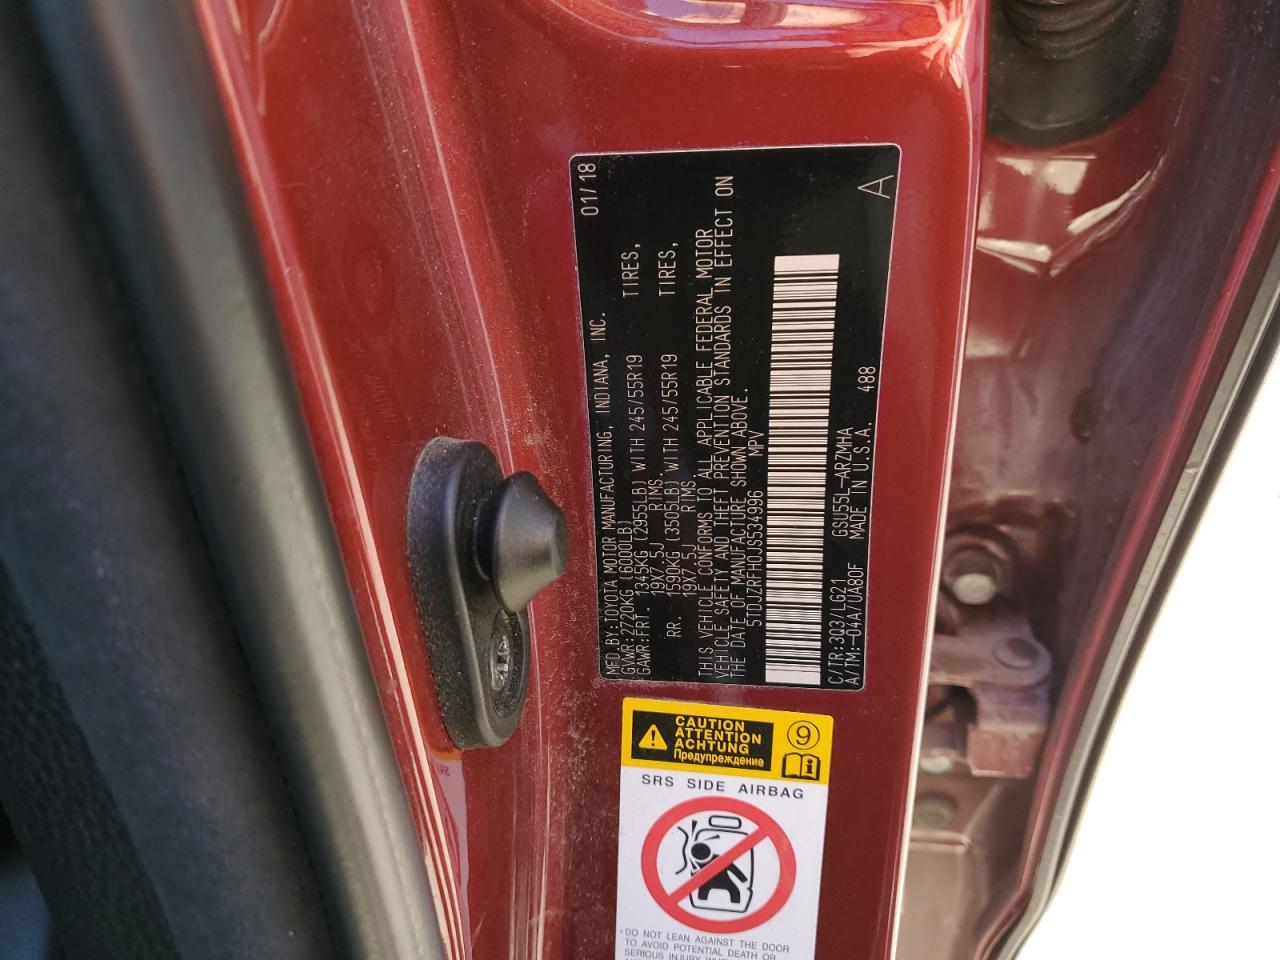 01/18
MFD.BY:TOYOTA MOTOR MANUFACTURING, INDIANA, INC.
GVWR:2720KG (6000LB)
GAWR:FRT. 1345KG (2955LB) WITH 245/55R19 TIRES,
19X7.5J RIMS.
RR. 1590KG (3505LB) WITH 245/55R19 TIRES,
19X7.5J RIMS.
THIS VEHICLE CONFORMS TO ALL APPLICABLE FEDERAL MOTOR
VEHICLE SAFETY AND THEFT PREVENTION STANDARDS IN EFFECT ON
THE DATE OF MANUFACTURE SHOWN ABOVE.
5TDJZRFH0JS534996 MPV
C/TR:3Q3/LG21 GSU55L-ARZMHA 488
A/TM:-04A/UA80F MADE IN U.S.A.
A
CAUTION
ATTENTION
ACHTUNG
Предупреждение
9
SRS SIDE AIRBAG
DO NOT LEAN AGAINST THE DOOR
TO AVOID POTENTIAL DEATH OR
SERIOUS INJURY